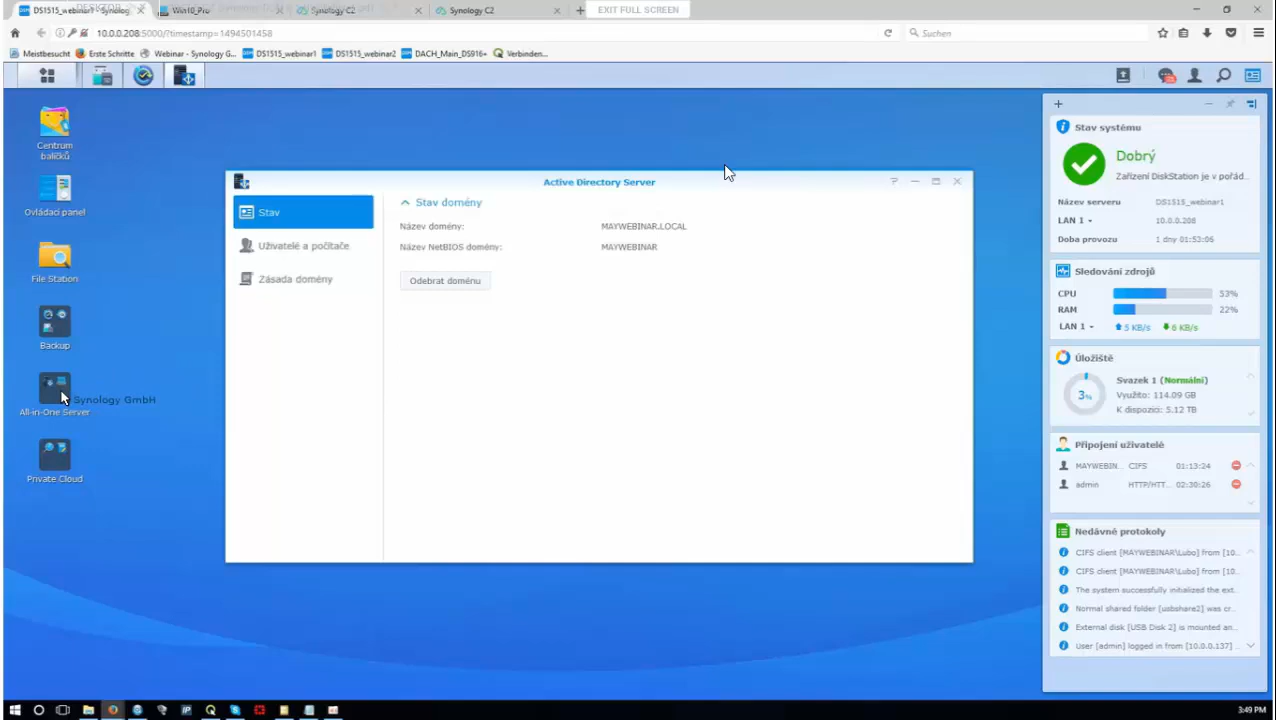 DS1515_webinar1 - Synolog
Win10_Pro
Synology C2
Synology C2
EXIT FULL SCREEN
10.0.0.208:5000/?timestamp=1494501458
Suchen
Meistbesucht
Erste Schritte
Webinar - Synology G...
DS1515_webinar1
DS1515_webinar2
DACH_Main_DS916+
Verbinden...
Centrum
balíčků
Ovládací panel
File Station
Backup
All-in-One Server
Synology GmbH
Private Cloud
Active Directory Server
Stav
Uživatelé a počítače
Zásada domény
Stav domény
Název domény: MAYWEBINAR.LOCAL
Název NetBIOS domény: MAYWEBINAR
Odebrat doménu
Stav systému
Dobrý
Zařízení DiskStation je v pořád...
Název serveru DS1515_webinar1
LAN 1 10.0.0.208
Doba provozu 1 dny 01:53:06
Sledování zdrojů
CPU 53%
RAM 22%
LAN 1 5 KB/s 6 KB/s
Úložiště
3%
Svazek 1 (Normální)
Využito: 114.09 GB
K dispozici: 5.12 TB
Připojení uživatelé
MAYWEBIN... CIFS 01:13:24
admin HTTP/HTT... 02:30:26
Nedávné protokoly
CIFS client [MAYWEBINAR\Lubo] from [10...
CIFS client [MAYWEBINAR\Lubo] from [10...
The system successfully initialized the ext...
Normal shared folder [usbshare2] was cr...
External disk [USB Disk 2] is mounted an...
User [admin] logged in from [10.0.0.137] ...
3:49 PM